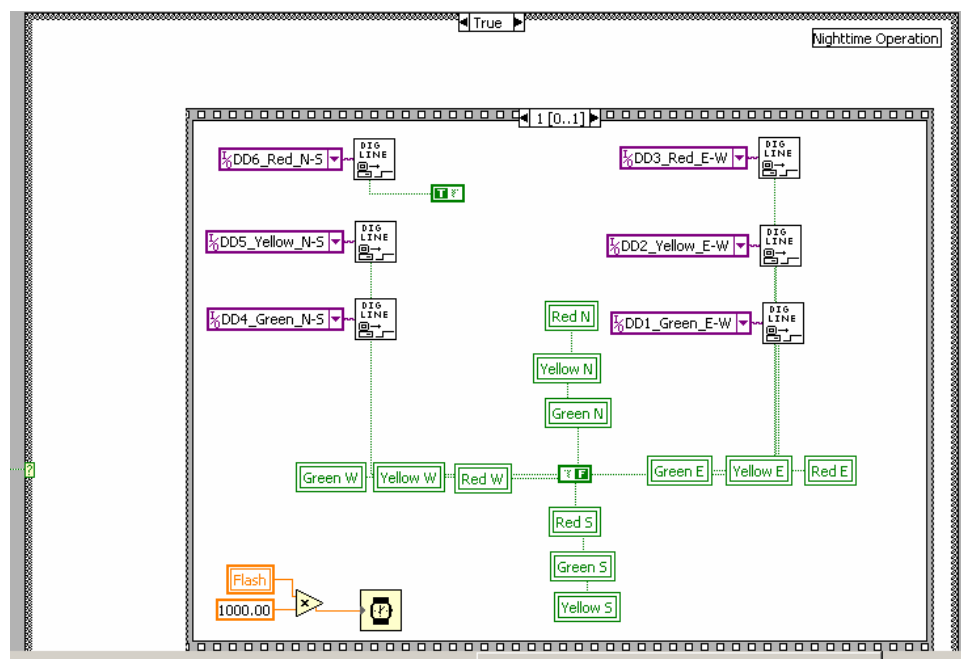 True
Nighttime Operation
1 [0..1]
DD6_Red_N-S
DIG
LINE
DD3_Red_E-W
DIG
LINE
T
DD5_Yellow_N-S
DIG
LINE
DD2_Yellow_E-W
DIG
LINE
DD4_Green_N-S
DIG
LINE
Red N
DD1_Green_E-W
DIG
LINE
Yellow N
Green N
?
Green W
Yellow W
Red W
F
Green E
Yellow E
Red E
Red S
Green S
Flash
1000.00
x
Yellow S